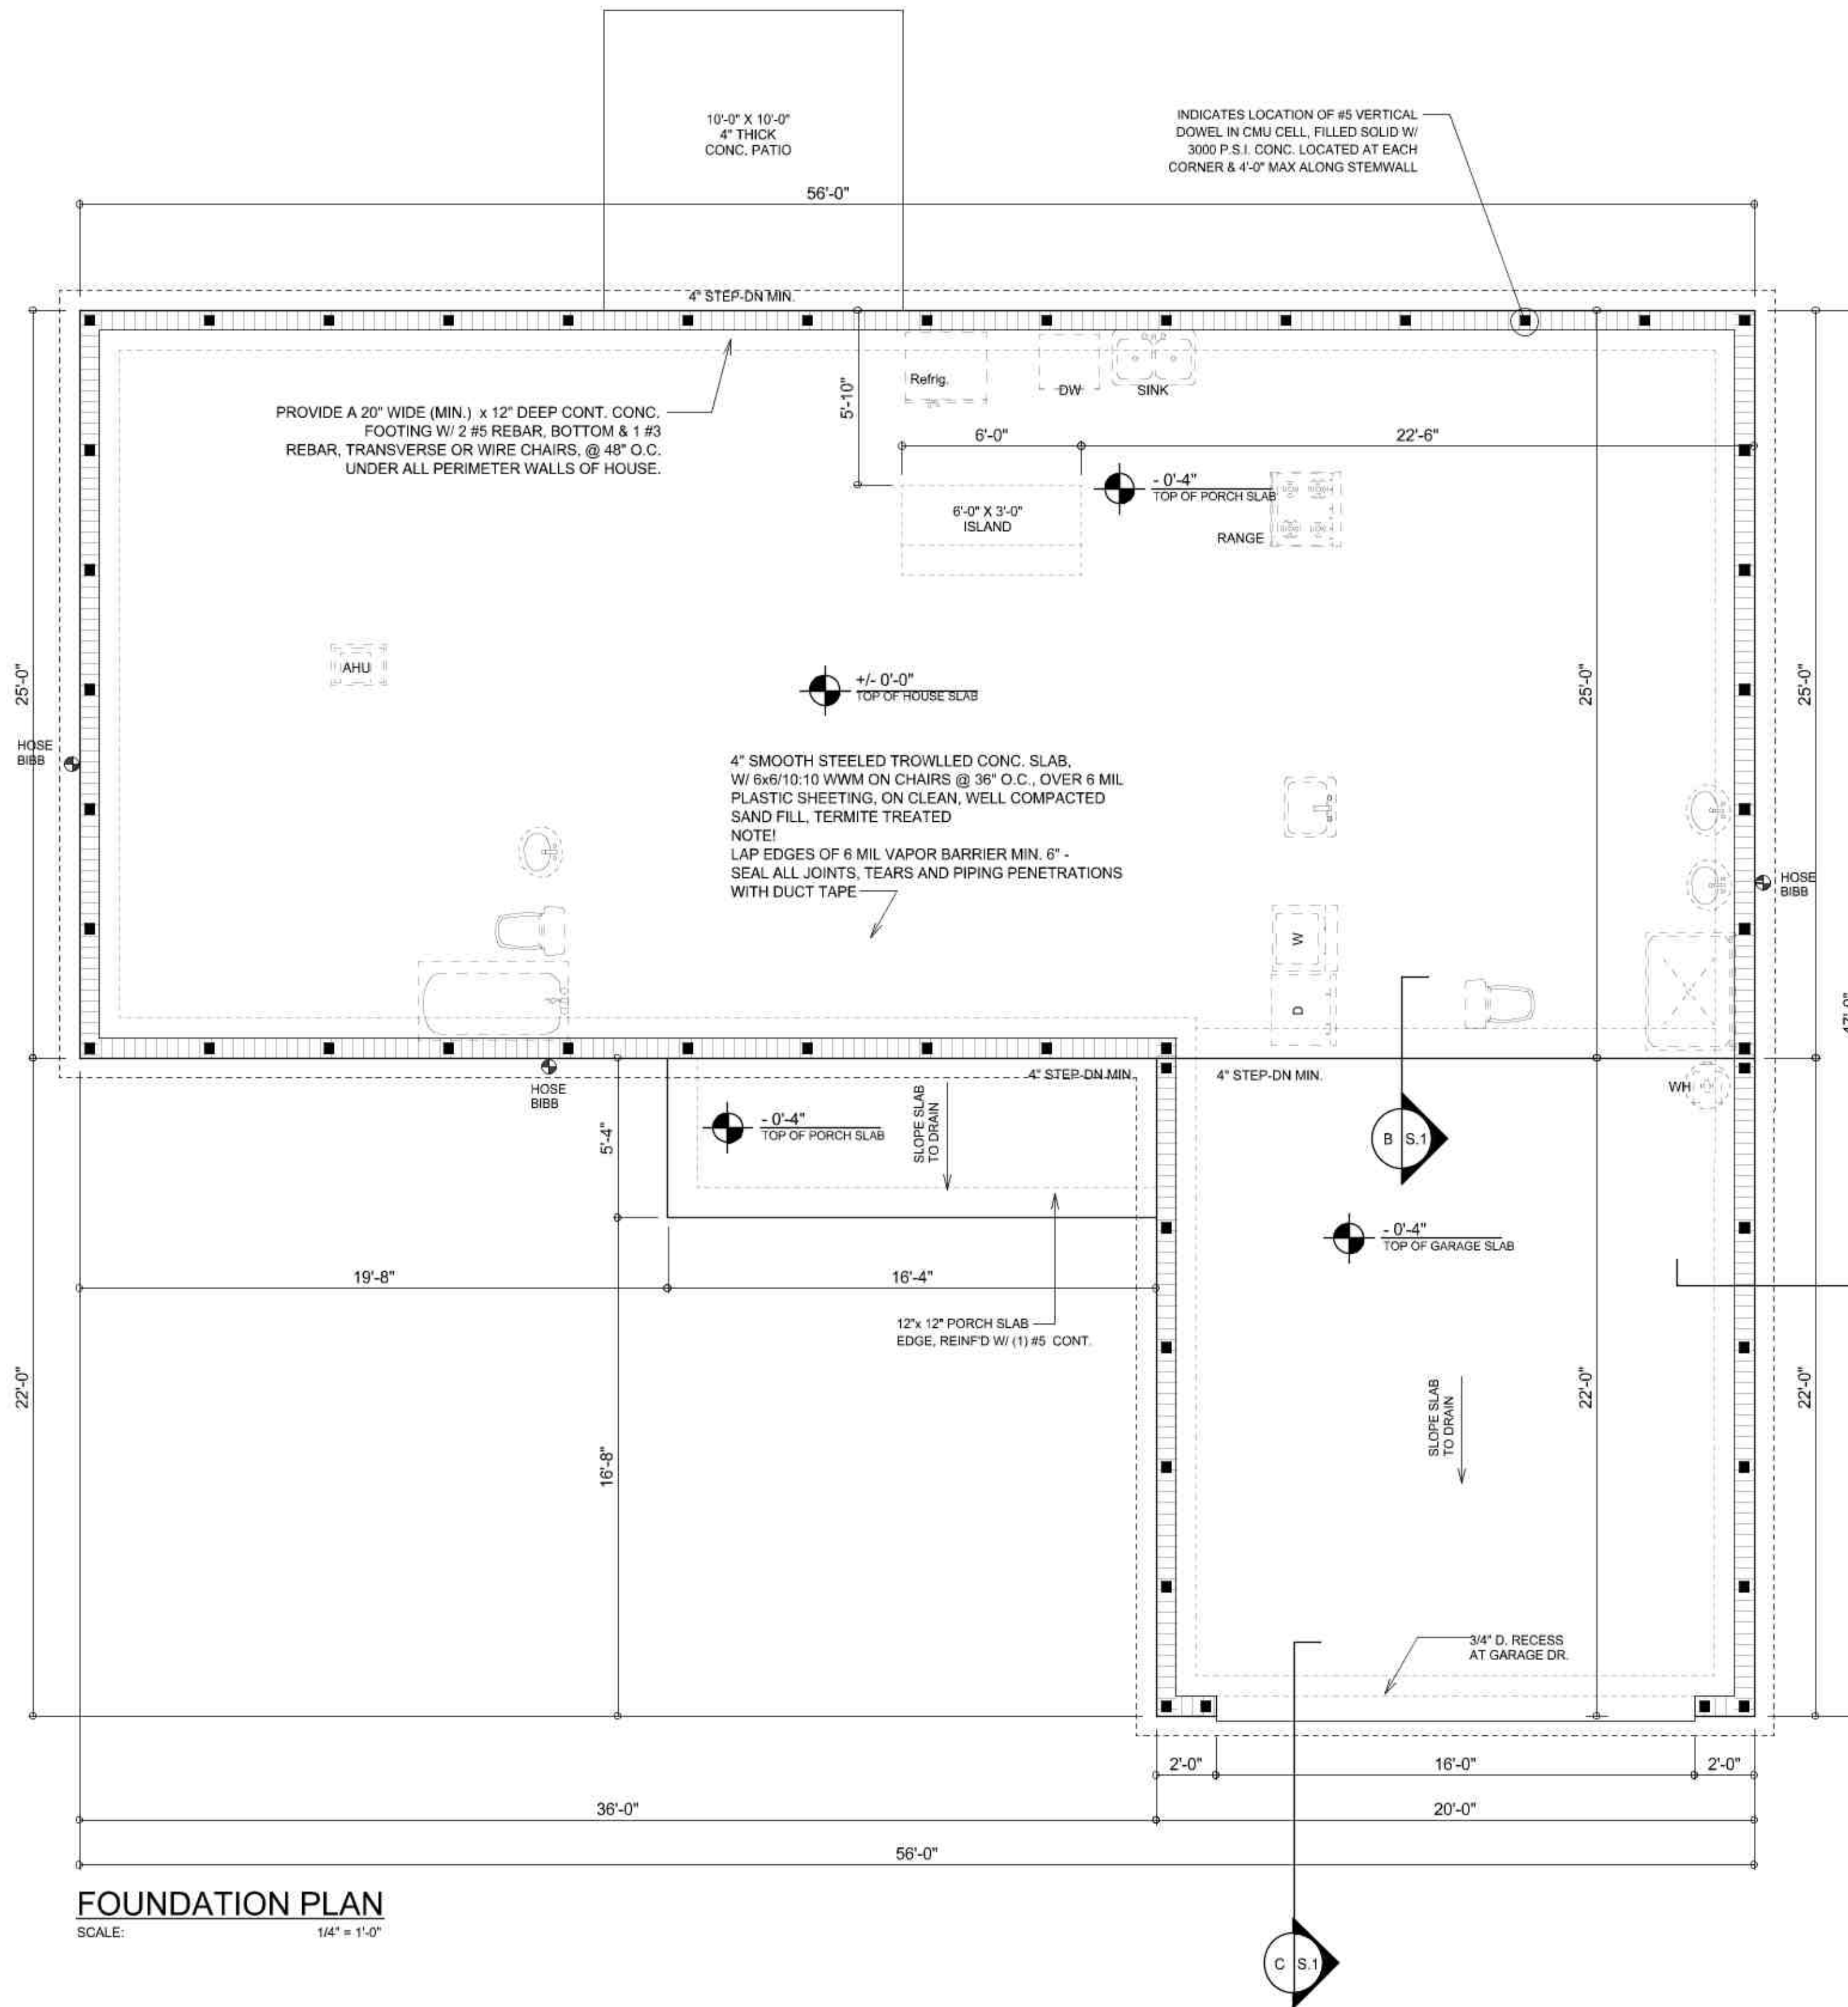 10'-0" X 10'-0"
4" THICK
CONC. PATIO
INDICATES LOCATION OF #5 VERTICAL
DOWEL IN CMU CELL, FILLED SOLID W/
3000 P.S.I. CONC. LOCATED AT EACH
CORNER & 4'-0" MAX ALONG STEMWALL
56'-0"
4" STEP-DN MIN.
PROVIDE A 20" WIDE (MIN.) x 12" DEEP CONT. CONC.
FOOTING W/ 2 #5 REBAR, BOTTOM & 1 #3
REBAR, TRANSVERSE OR WIRE CHAIRS, @ 48" O.C.
UNDER ALL PERIMETER WALLS OF HOUSE.
5'-10"
Refrig.
DW
SINK
6'-0"
22'-6"
- 0'-4"
TOP OF PORCH SLAB
6'-0" X 3'-0"
ISLAND
RANGE
AHU
+/- 0'-0"
TOP OF HOUSE SLAB
25'-0"
25'-0"
25'-0"
HOSE
BIBB
4" SMOOTH STEELED TROWLLED CONC. SLAB,
W/ 6x6/10:10 WWM ON CHAIRS @ 36" O.C., OVER 6 MIL
PLASTIC SHEETING, ON CLEAN, WELL COMPACTED
SAND FILL, TERMITE TREATED
NOTE!
LAP EDGES OF 6 MIL VAPOR BARRIER MIN. 6" -
SEAL ALL JOINTS, TEARS AND PIPING PENETRATIONS
WITH DUCT TAPE
HOSE
BIBB
W
D
47'-0"
4" STEP-DN MIN.
4" STEP-DN MIN.
HOSE
BIBB
WH
- 0'-4"
TOP OF PORCH SLAB
SLOPE SLAB
TO DRAIN
5'-4"
B S.1
- 0'-4"
TOP OF GARAGE SLAB
19'-8"
16'-4"
12"x 12" PORCH SLAB
EDGE, REINF'D W/ (1) #5 CONT.
22'-0"
22'-0"
22'-0"
SLOPE SLAB
TO DRAIN
16'-8"
3/4" D. RECESS
AT GARAGE DR.
2'-0"
16'-0"
2'-0"
36'-0"
20'-0"
56'-0"
FOUNDATION PLAN
SCALE: 1/4" = 1'-0"
C S.1